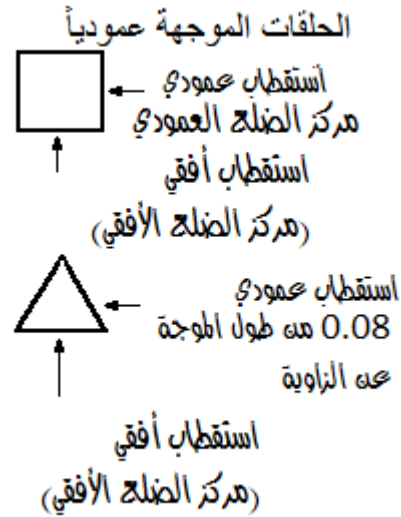 الحلقات الموجهة عمودياً
أستقطاب عمودي
مركز الضلع العمودي
استقطاب أفقي
(مركز الضلع الأفقي)
استقطاب عمودي
0.08 من طول الموجة
عن الزاوية
استقطاب أفقي
(مركز الضلع الأفقي)